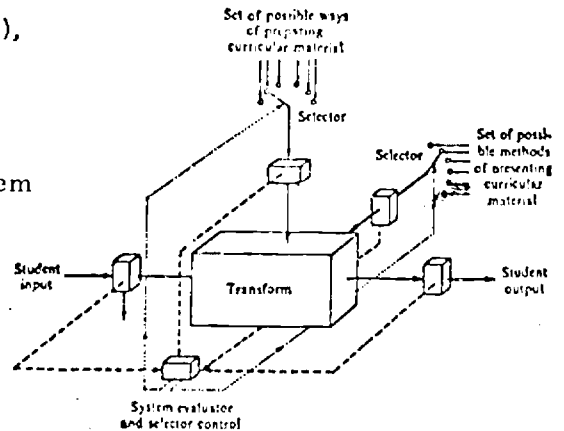 ),
em
Set of possible ways
of preparing
curricular material
Selector
Selector
Set of possi-
ble methods
of presenting
curricular
material
Student
input
Transform
Student
output
System evaluator
and selector control